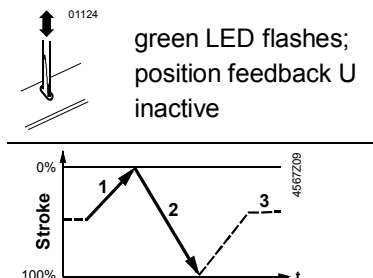 01124
green LED flashes;
position feedback U
inactive
0%
1
2
3
4567Z09
Stroke
100%
t